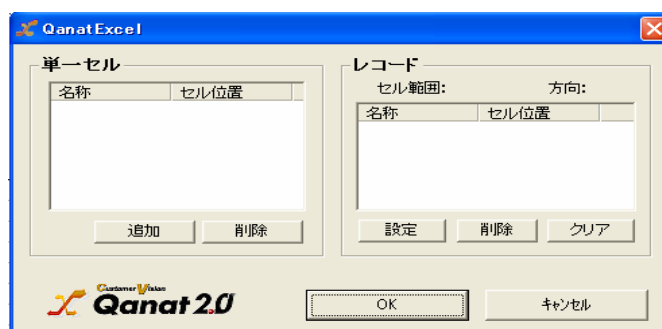 QanatExcel
単一セル
名称 セル位置
追加 削除
レコード
セル範囲: 方向:
名称 セル位置
設定 削除 クリア
Customer Vision
Qanat 2.0
OK キャンセル